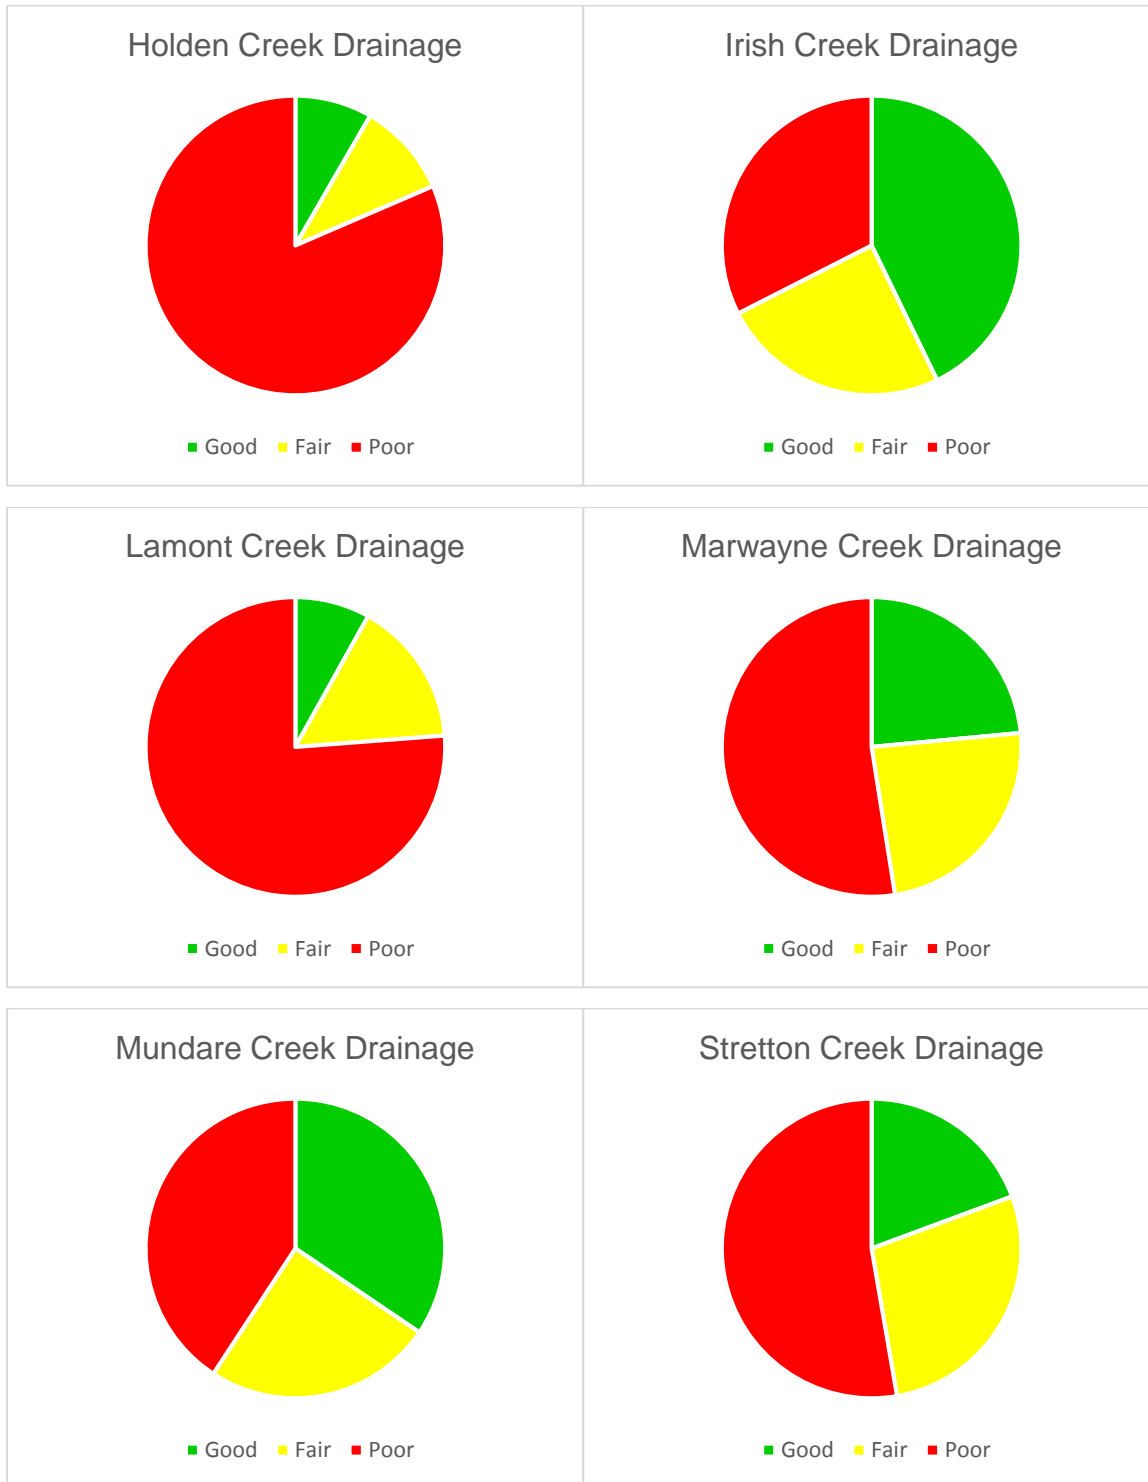 Holden Creek Drainage
Good Fair Poor
Irish Creek Drainage
Good Fair Poor
Lamont Creek Drainage
Good Fair Poor
Marwayne Creek Drainage
Good Fair Poor
Mundare Creek Drainage
Good Fair Poor
Stretton Creek Drainage
Good Fair Poor